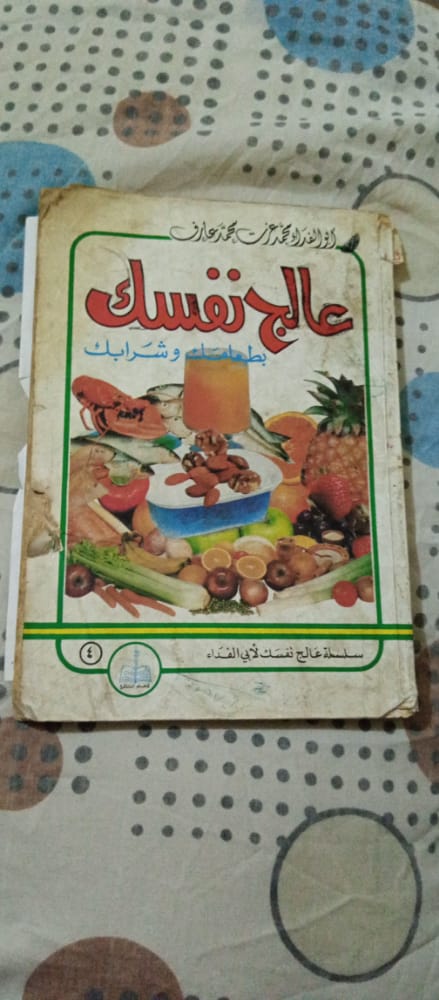 أبو الفداء محمد عزت محمد عارف
عالج نفسك
بطعامك وشرابك
سلسلة عالج نفسك لأبي الفداء
٤